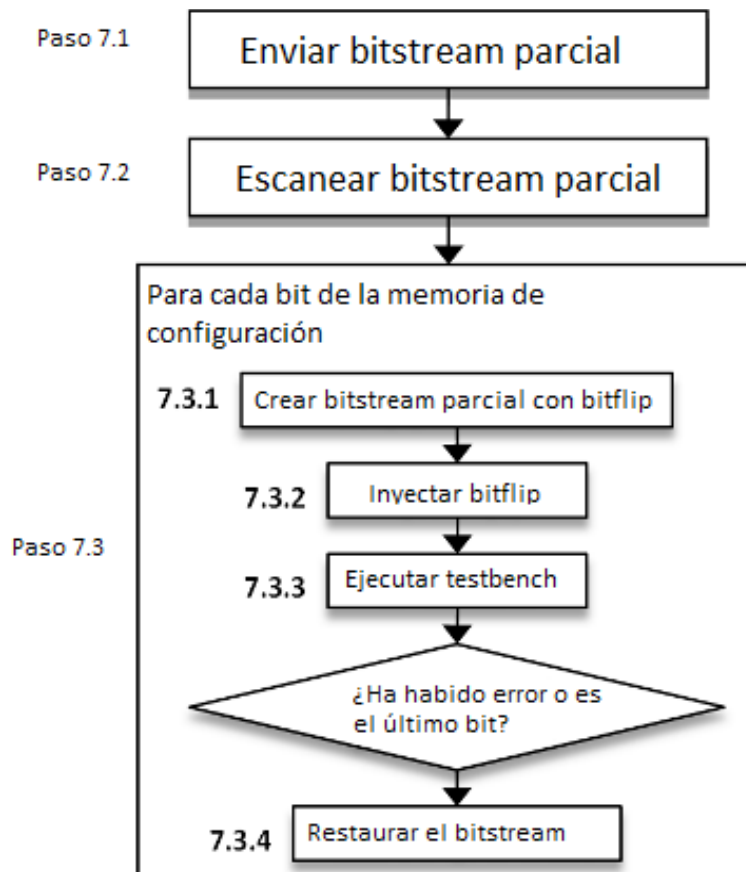 Paso 7.1
Enviar bitstream parcial
Paso 7.2
Escanear bitstream parcial
Para cada bit de la memoria de
configuración
7.3.1 Crear bitstream parcial con bitflip
7.3.2 Inyectar bitflip
Paso 7.3
7.3.3 Ejecutar testbench
¿Ha habido error o es
el último bit?
7.3.4 Restaurar el bitstream